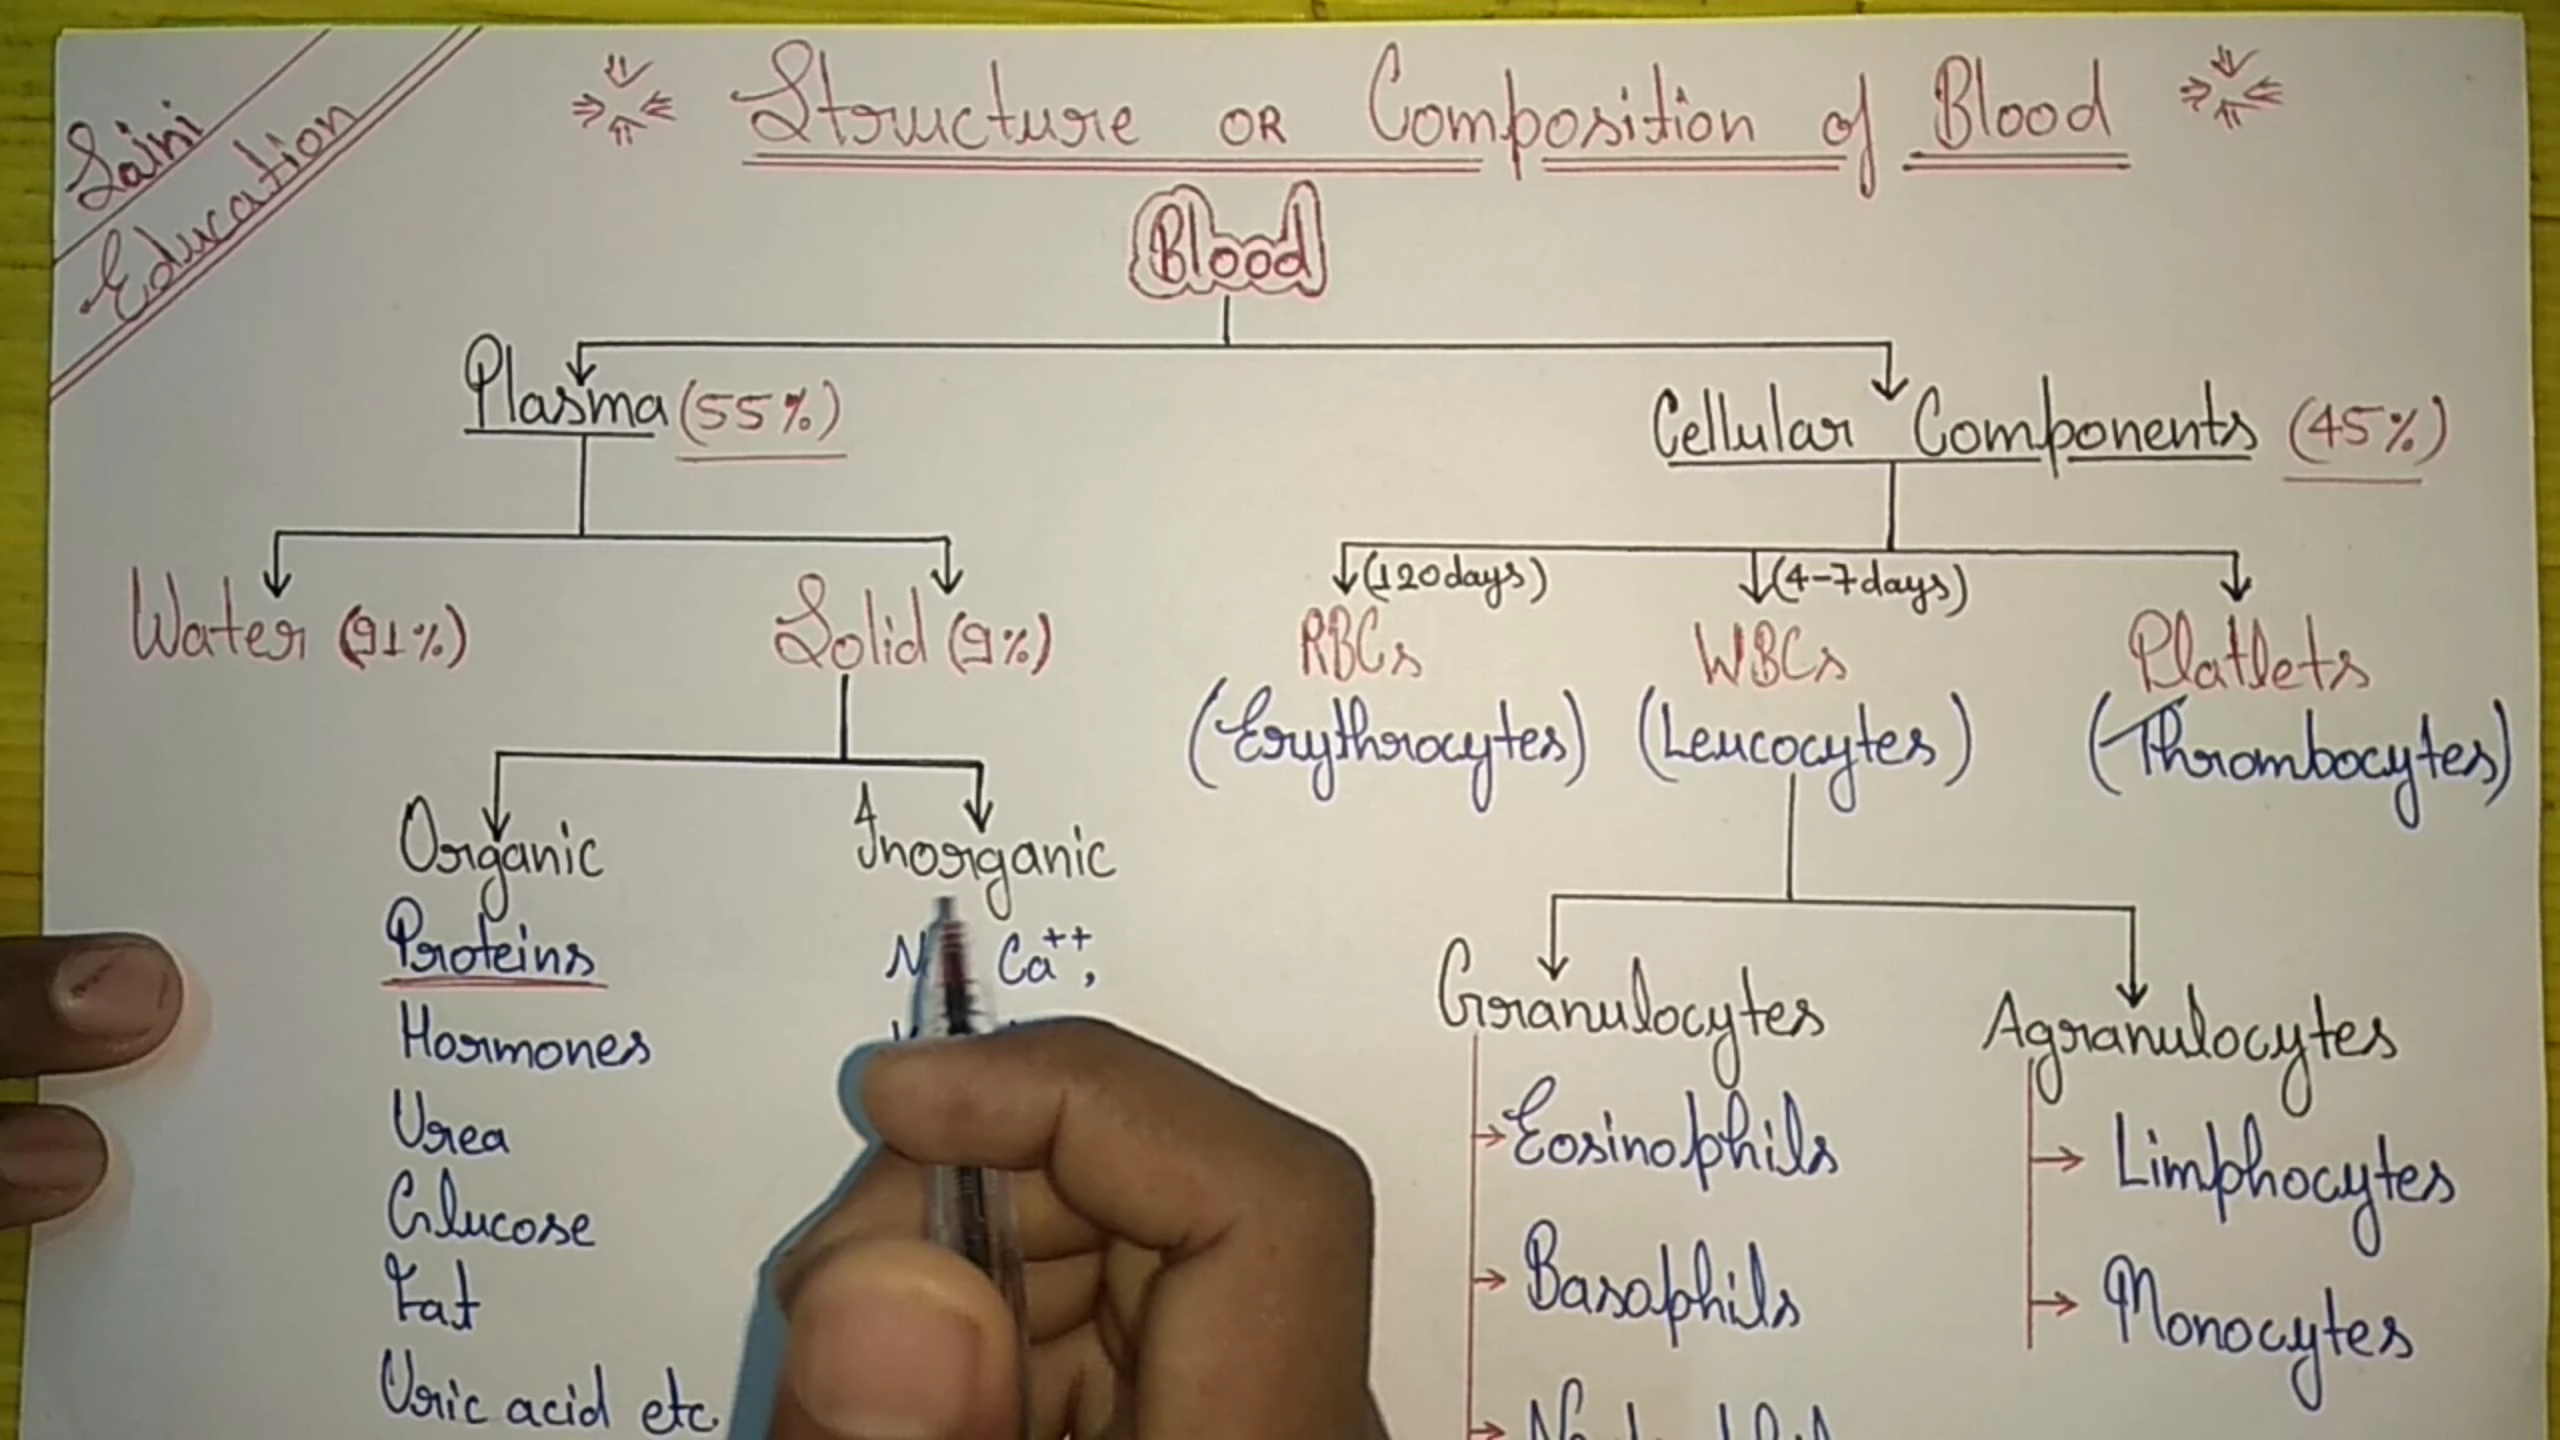 Saini
Education
Structure OR Composition of Blood
Blood
Plasma (55%)
Cellular Components (45%)
Water (91%)
Solid (9%)
(120days)
(4-7days)
RBCs
WBCs
Platlets
(Erythrocytes)
(Leucocytes)
(Thrombocytes)
Organic
Inorganic
Proteins
Hormones
Urea
Glucose
Fat
Uric acid etc
Ca++,
Granulocytes
Eosinophils
Basophils
Agranulocytes
Limphocytes
Monocytes